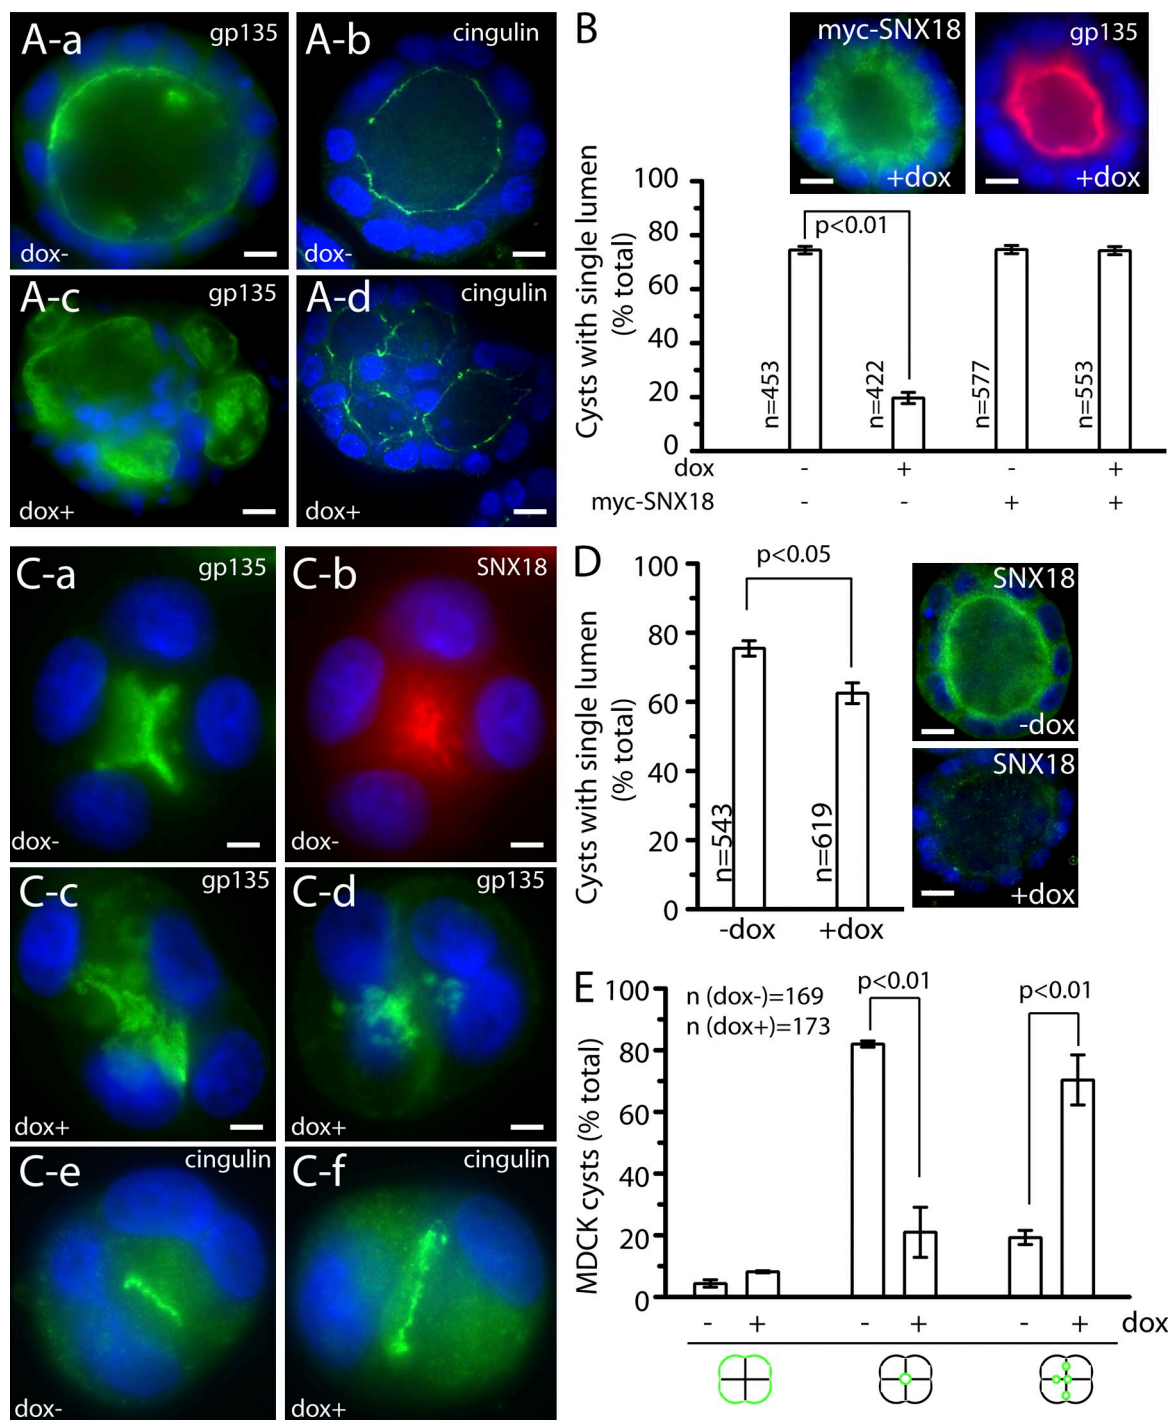 A-a
gp135
dox-
A-b
cingulin
dox-
A-c
gp135
dox+
A-d
cingulin
dox+
B
myc-SNX18
+dox
gp135
+dox
Cysts with single lumen
(% total)
100
80
60
40
20
0
p<0.01
n=453
n=422
n=577
n=553
dox - + - +
myc-SNX18 - - + +
C-a
gp135
dox-
C-b
SNX18
dox-
C-c
gp135
dox+
C-d
gp135
dox+
C-e
cingulin
dox-
C-f
cingulin
dox+
D
Cysts with single lumen
(% total)
100
80
60
40
20
0
p<0.05
n=543
n=619
-dox
+dox
SNX18
-dox
SNX18
+dox
E
MDCK cysts (% total)
100
80
60
40
20
0
n (dox-)=169
n (dox+)=173
p<0.01
p<0.01
- + - + - + dox